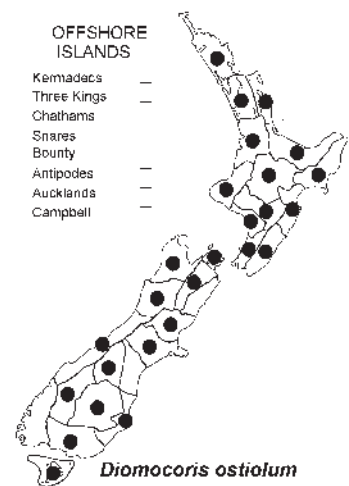 OFFSHORE
ISLANDS
Kermadecs —
Three Kings —
Chathams
Snares
Bounty
Antipodes —
Aucklands —
Campbell —
Diomocoris ostiolum